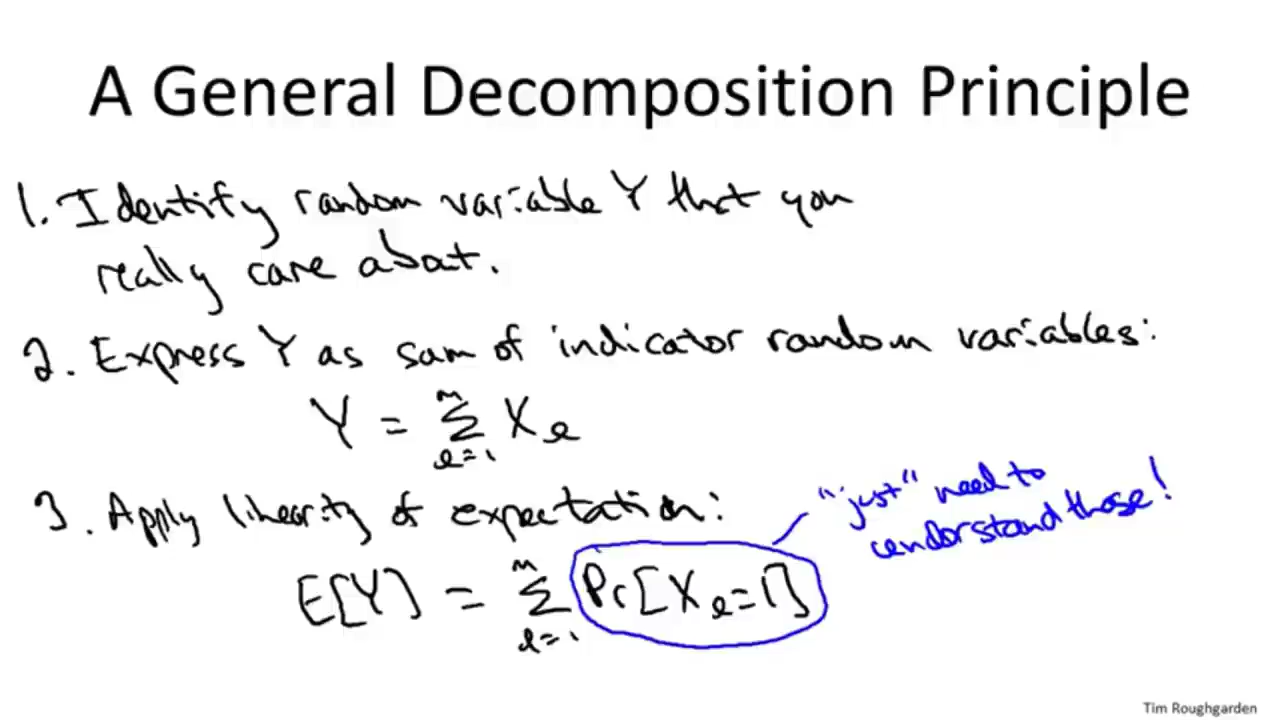 A General Decomposition Principle
1. Identify random variable Y that you
really care about.
2. Express Y as sum of indicator random variables:
Y = ∑_{l=1}^{m} X_l
3. Apply linearity of expectation:
"just" need to
understand those!
E[Y] = ∑_{l=1}^{m} Pr[X_l=1]
Tim Roughgarden